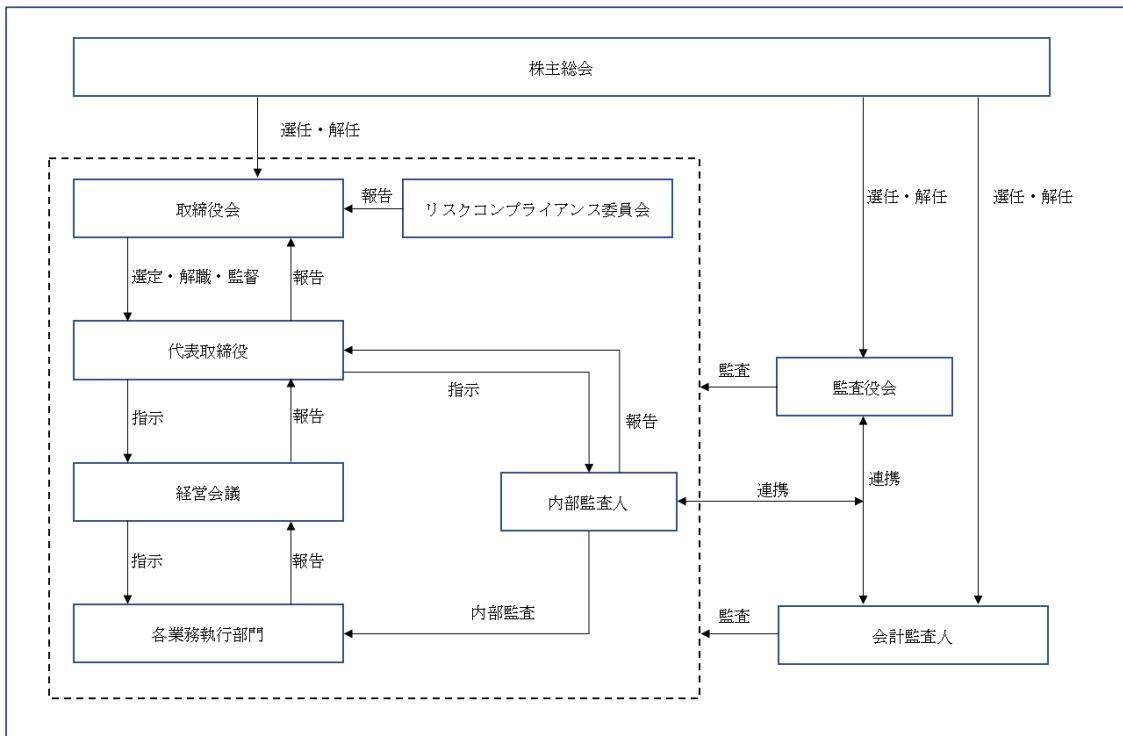 株主総会
選任・解任
選任・解任
選任・解任
取締役会
報告
リスクコンプライアンス委員会
選定・解職・監督
報告
代表取締役
監査
監査役会
指示
報告
指示
報告
経営会議
内部監査人
連携
連携
指示
報告
内部監査
監査
各業務執行部門
会計監査人